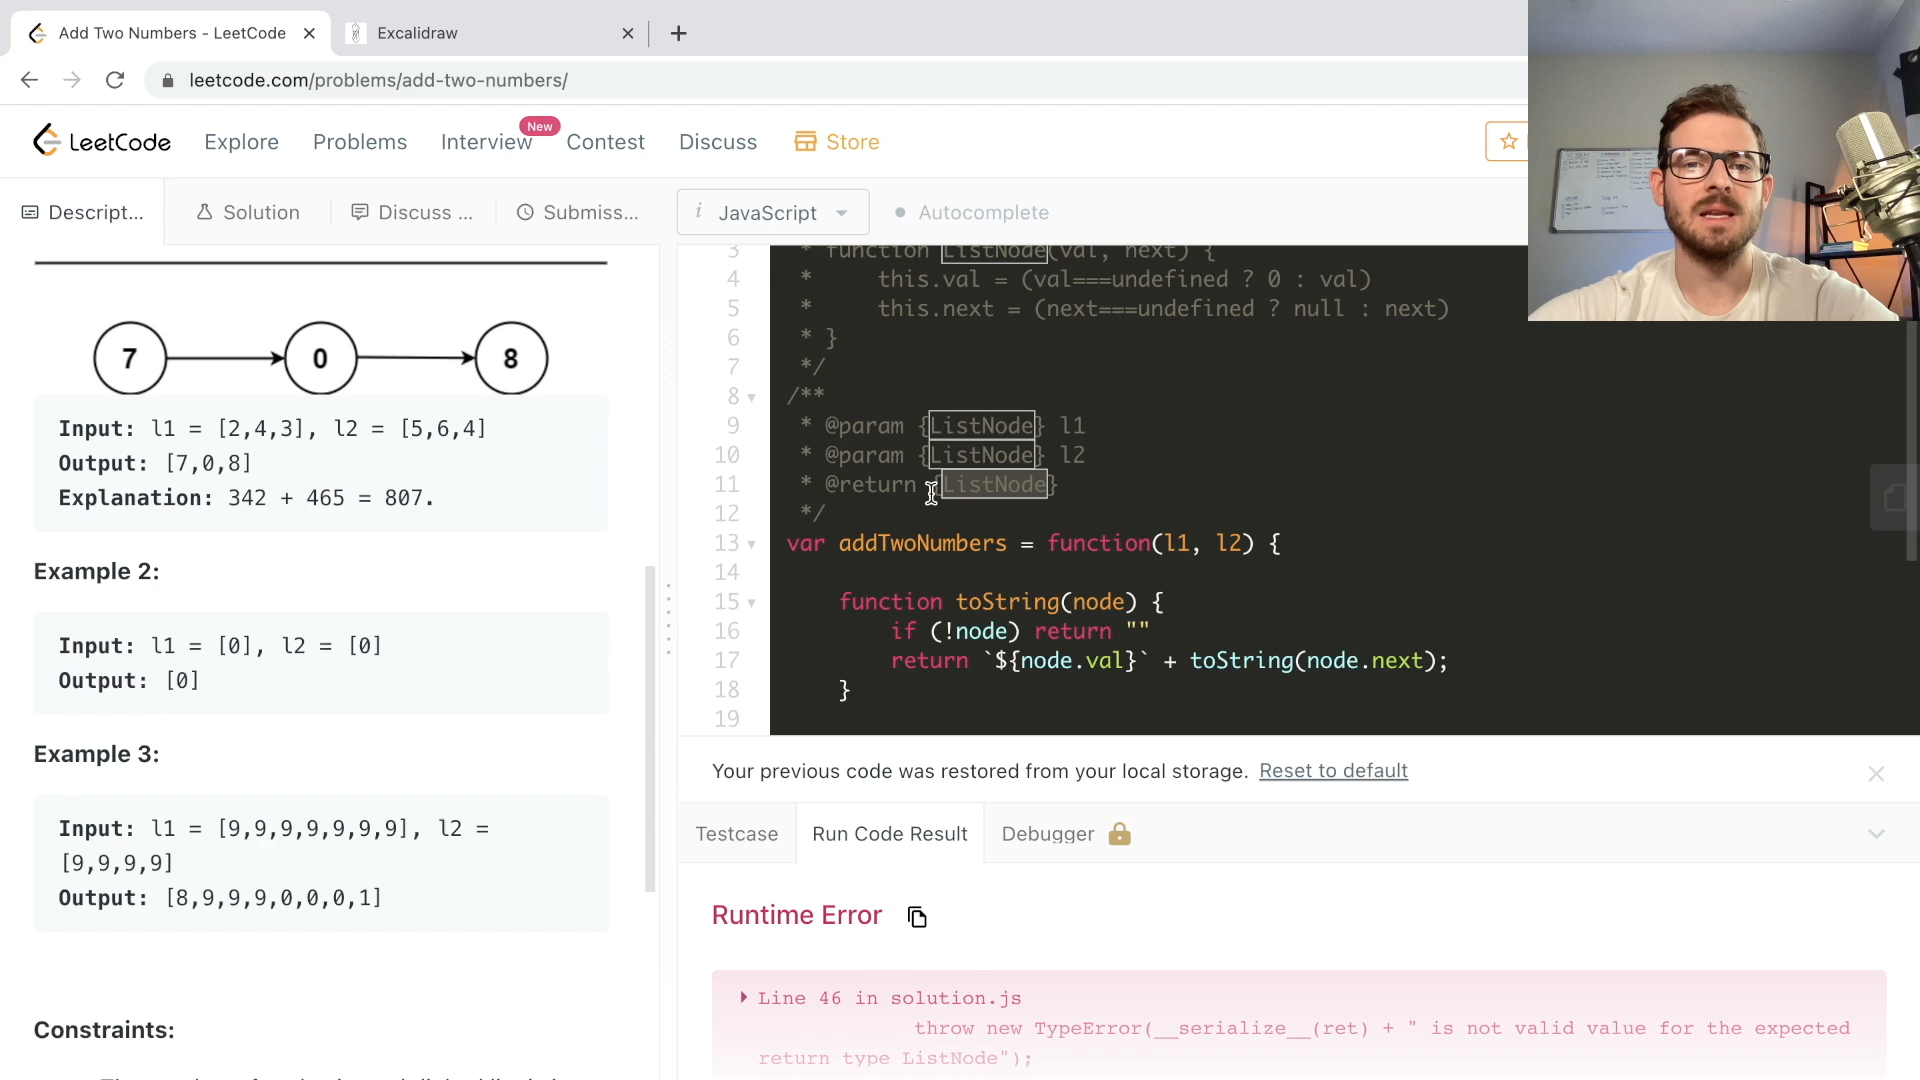 Add Two Numbers - LeetCode
Excalidraw
leetcode.com/problems/add-two-numbers/
LeetCode
Explore
Problems
Interview
New
Contest
Discuss
Store
Descript...
Solution
Discuss ...
Submiss...
i JavaScript
Autocomplete
7
0
8
Input: l1 = [2,4,3], l2 = [5,6,4]
Output: [7,0,8]
Explanation: 342 + 465 = 807.
Example 2:
Input: l1 = [0], l2 = [0]
Output: [0]
Example 3:
Input: l1 = [9,9,9,9,9,9,9], l2 =
[9,9,9,9]
Output: [8,9,9,9,0,0,0,1]
Constraints:
3 * function ListNode(val, next) {
4 * this.val = (val===undefined ? 0 : val)
5 * this.next = (next===undefined ? null : next)
6 * }
7 */
8 /**
9 * @param {ListNode} l1
10 * @param {ListNode} l2
11 * @return {ListNode}
12 */
13 var addTwoNumbers = function(l1, l2) {
14
15 function toString(node) {
16 if (!node) return ""
17 return `${node.val}` + toString(node.next);
18 }
19
Your previous code was restored from your local storage. Reset to default
Testcase
Run Code Result
Debugger
Runtime Error
Line 46 in solution.js
throw new TypeError(__serialize__(ret) + " is not valid value for the expected
return type ListNode");